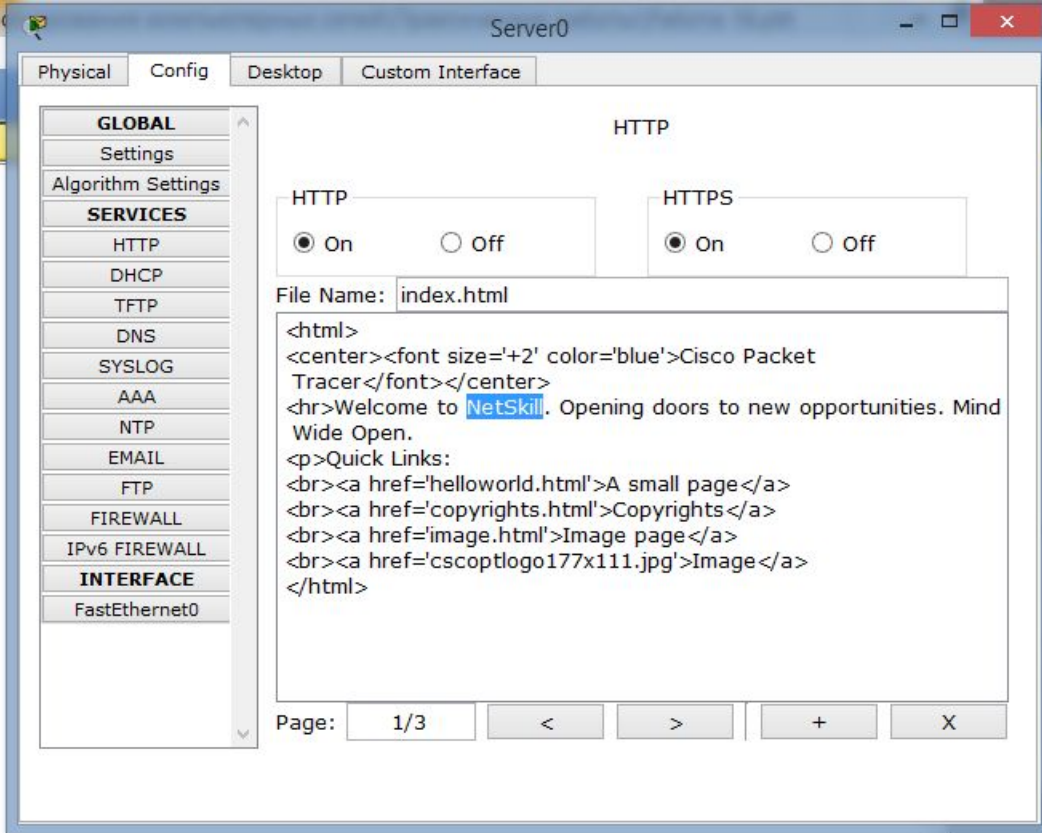 Server0
Physical
Config
Desktop
Custom Interface
GLOBAL
Settings
Algorithm Settings
SERVICES
HTTP
DHCP
TFTP
DNS
SYSLOG
AAA
NTP
EMAIL
FTP
FIREWALL
IPv6 FIREWALL
INTERFACE
FastEthernet0
HTTP
HTTP
On
Off
HTTPS
On
Off
File Name: index.html
<html>
<center><font size='+2' color='blue'>Cisco Packet
Tracer</font></center>
<hr>Welcome to NetSkill. Opening doors to new opportunities. Mind
Wide Open.
<p>Quick Links:
<br><a href='helloworld.html'>A small page</a>
<br><a href='copyrights.html'>Copyrights</a>
<br><a href='image.html'>Image page</a>
<br><a href='cscoptlogo177x111.jpg'>Image</a>
</html>
Page: 1/3 < > + X